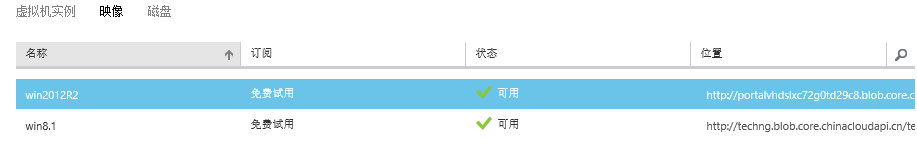 虚拟机实例 映像 磁盘
名称 订阅 状态 位置
win2012R2 免费试用 可用 http://portalvhdslxc72g0td29c8.blob.core.c
win8.1 免费试用 可用 http://techng.blob.core.chinacloudapi.cn/te